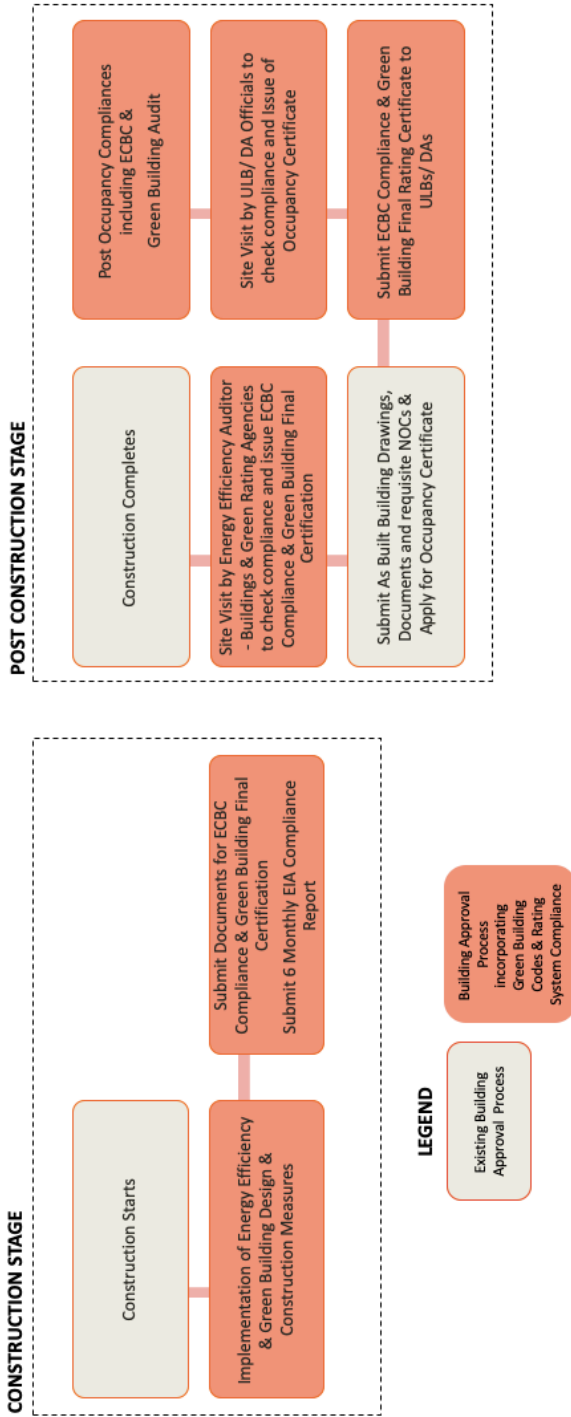 CONSTRUCTION STAGE
Construction Starts
Implementation of Energy Efficiency
& Green Building Design &
Construction Measures
Submit Documents for ECBC
Compliance & Green Building Final
Certification
Submit 6 Monthly EIA Compliance
Report
POST CONSTRUCTION STAGE
Construction Completes
Site Visit by Energy Efficiency Auditor
- Buildings & Green Rating Agencies
to check compliance and issue ECBC
Compliance & Green Building Final
Certification
Submit As Built Building Drawings,
Documents and requisite NOCs &
Apply for Occupancy Certificate
Submit ECBC Compliance & Green
Building Final Rating Certificate to
ULBs/ DAs
Site Visit by ULB/ DA Officials to
check compliance and Issue of
Occupancy Certificate
Post Occupancy Compliances
including ECBC &
Green Building Audit
LEGEND
Existing Building
Approval Process
Building Approval
Process
incorporating
Green Building
Codes & Rating
System Compliance